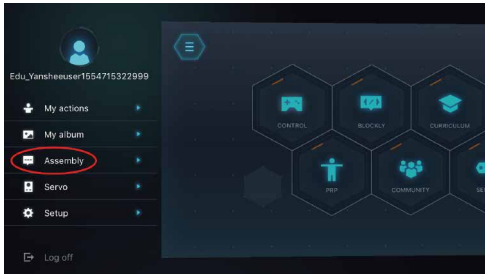 Edu_Yansheeuser1554715322999
My actions
My album
Assembly
Servo
Setup
Log off
CONTROL
BLOCKLY
CURRICULUM
PRP
COMMUNITY